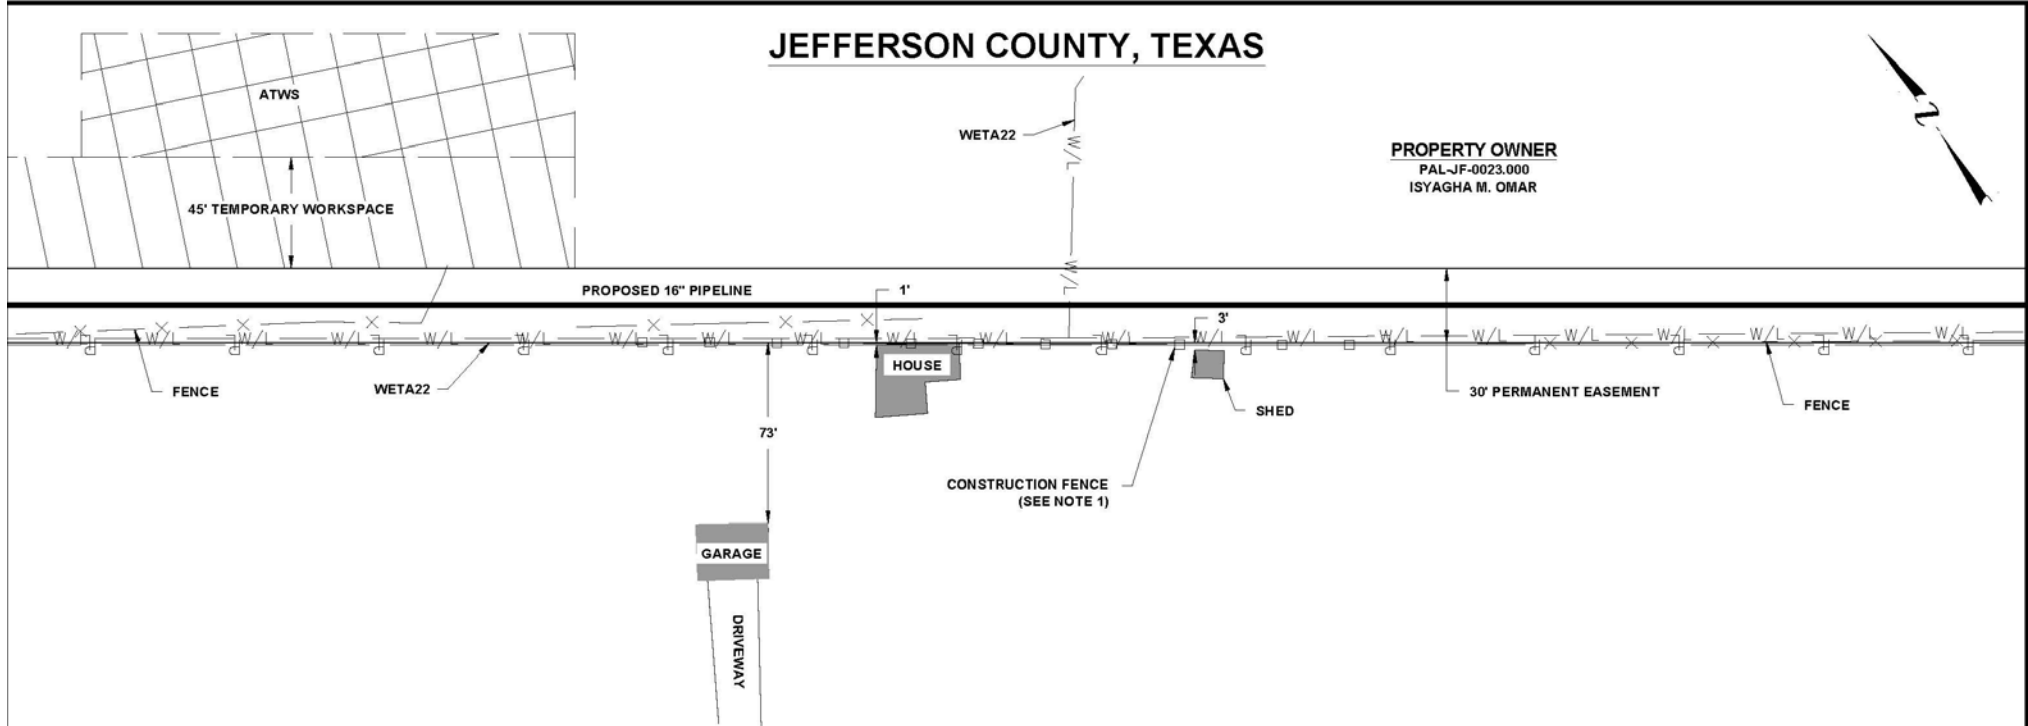 JEFFERSON COUNTY, TEXAS
ATWS
WETA22
W/L
PROPERTY OWNER
PAL-JF-0023.000
ISYAGHA M. OMAR
45' TEMPORARY WORKSPACE
W/L
PROPOSED 16" PIPELINE
1'
3'
W/L W/L W/L W/L W/L W/L W/L W/L W/L W/L W/L W/L W/L W/L W/L W/L W/L W/L W/L W/L W/L
HOUSE
FENCE
WETA22
30' PERMANENT EASEMENT
SHED
FENCE
73'
CONSTRUCTION FENCE
(SEE NOTE 1)
GARAGE
DRIVEWAY